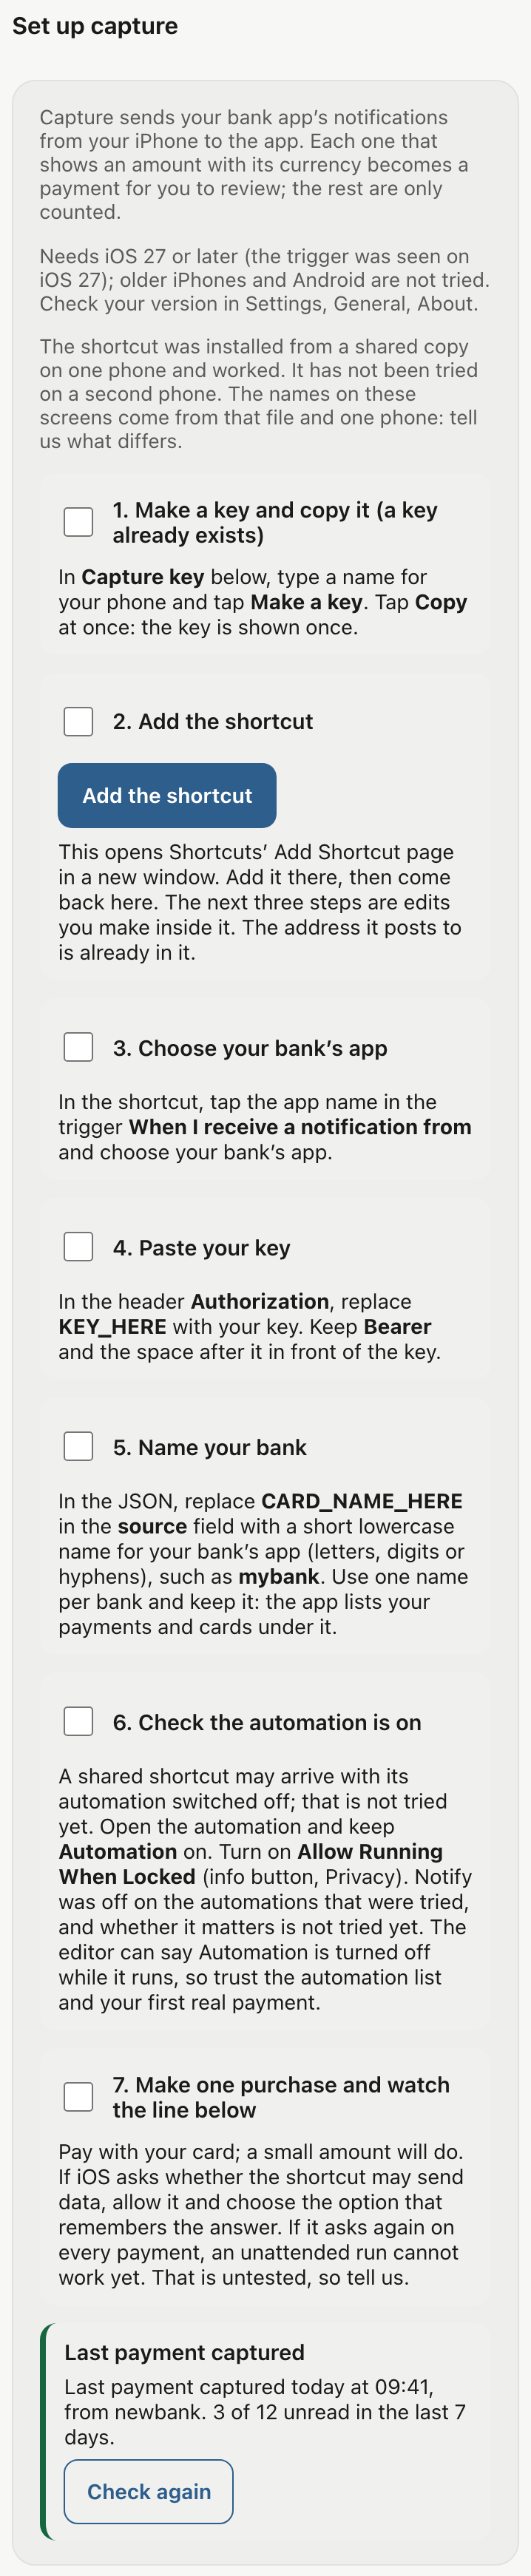 Set up capture
Capture sends your bank app’s notifications
from your iPhone to the app. Each one that
shows an amount with its currency becomes a
payment for you to review; the rest are only
counted.
Needs iOS 27 or later (the trigger was seen on
iOS 27); older iPhones and Android are not tried.
Check your version in Settings, General, About.
The shortcut was installed from a shared copy
on one phone and worked. It has not been tried
on a second phone. The names on these
screens come from that file and one phone: tell
us what differs.
1. Make a key and copy it (a key
already exists)
In Capture key below, type a name for
your phone and tap Make a key. Tap Copy
at once: the key is shown once.
2. Add the shortcut
Add the shortcut
This opens Shortcuts’ Add Shortcut page
in a new window. Add it there, then come
back here. The next three steps are edits
you make inside it. The address it posts to
is already in it.
3. Choose your bank’s app
In the shortcut, tap the app name in the
trigger When I receive a notification from
and choose your bank’s app.
4. Paste your key
In the header Authorization, replace
KEY_HERE with your key. Keep Bearer
and the space after it in front of the key.
5. Name your bank
In the JSON, replace CARD_NAME_HERE
in the source field with a short lowercase
name for your bank’s app (letters, digits or
hyphens), such as mybank. Use one name
per bank and keep it: the app lists your
payments and cards under it.
6. Check the automation is on
A shared shortcut may arrive with its
automation switched off; that is not tried
yet. Open the automation and keep
Automation on. Turn on Allow Running
When Locked (info button, Privacy). Notify
was off on the automations that were tried,
and whether it matters is not tried yet. The
editor can say Automation is turned off
while it runs, so trust the automation list
and your first real payment.
7. Make one purchase and watch
the line below
Pay with your card; a small amount will do.
If iOS asks whether the shortcut may send
data, allow it and choose the option that
remembers the answer. If it asks again on
every payment, an unattended run cannot
work yet. That is untested, so tell us.
Last payment captured
Last payment captured today at 09:41,
from newbank. 3 of 12 unread in the last 7
days.
Check again